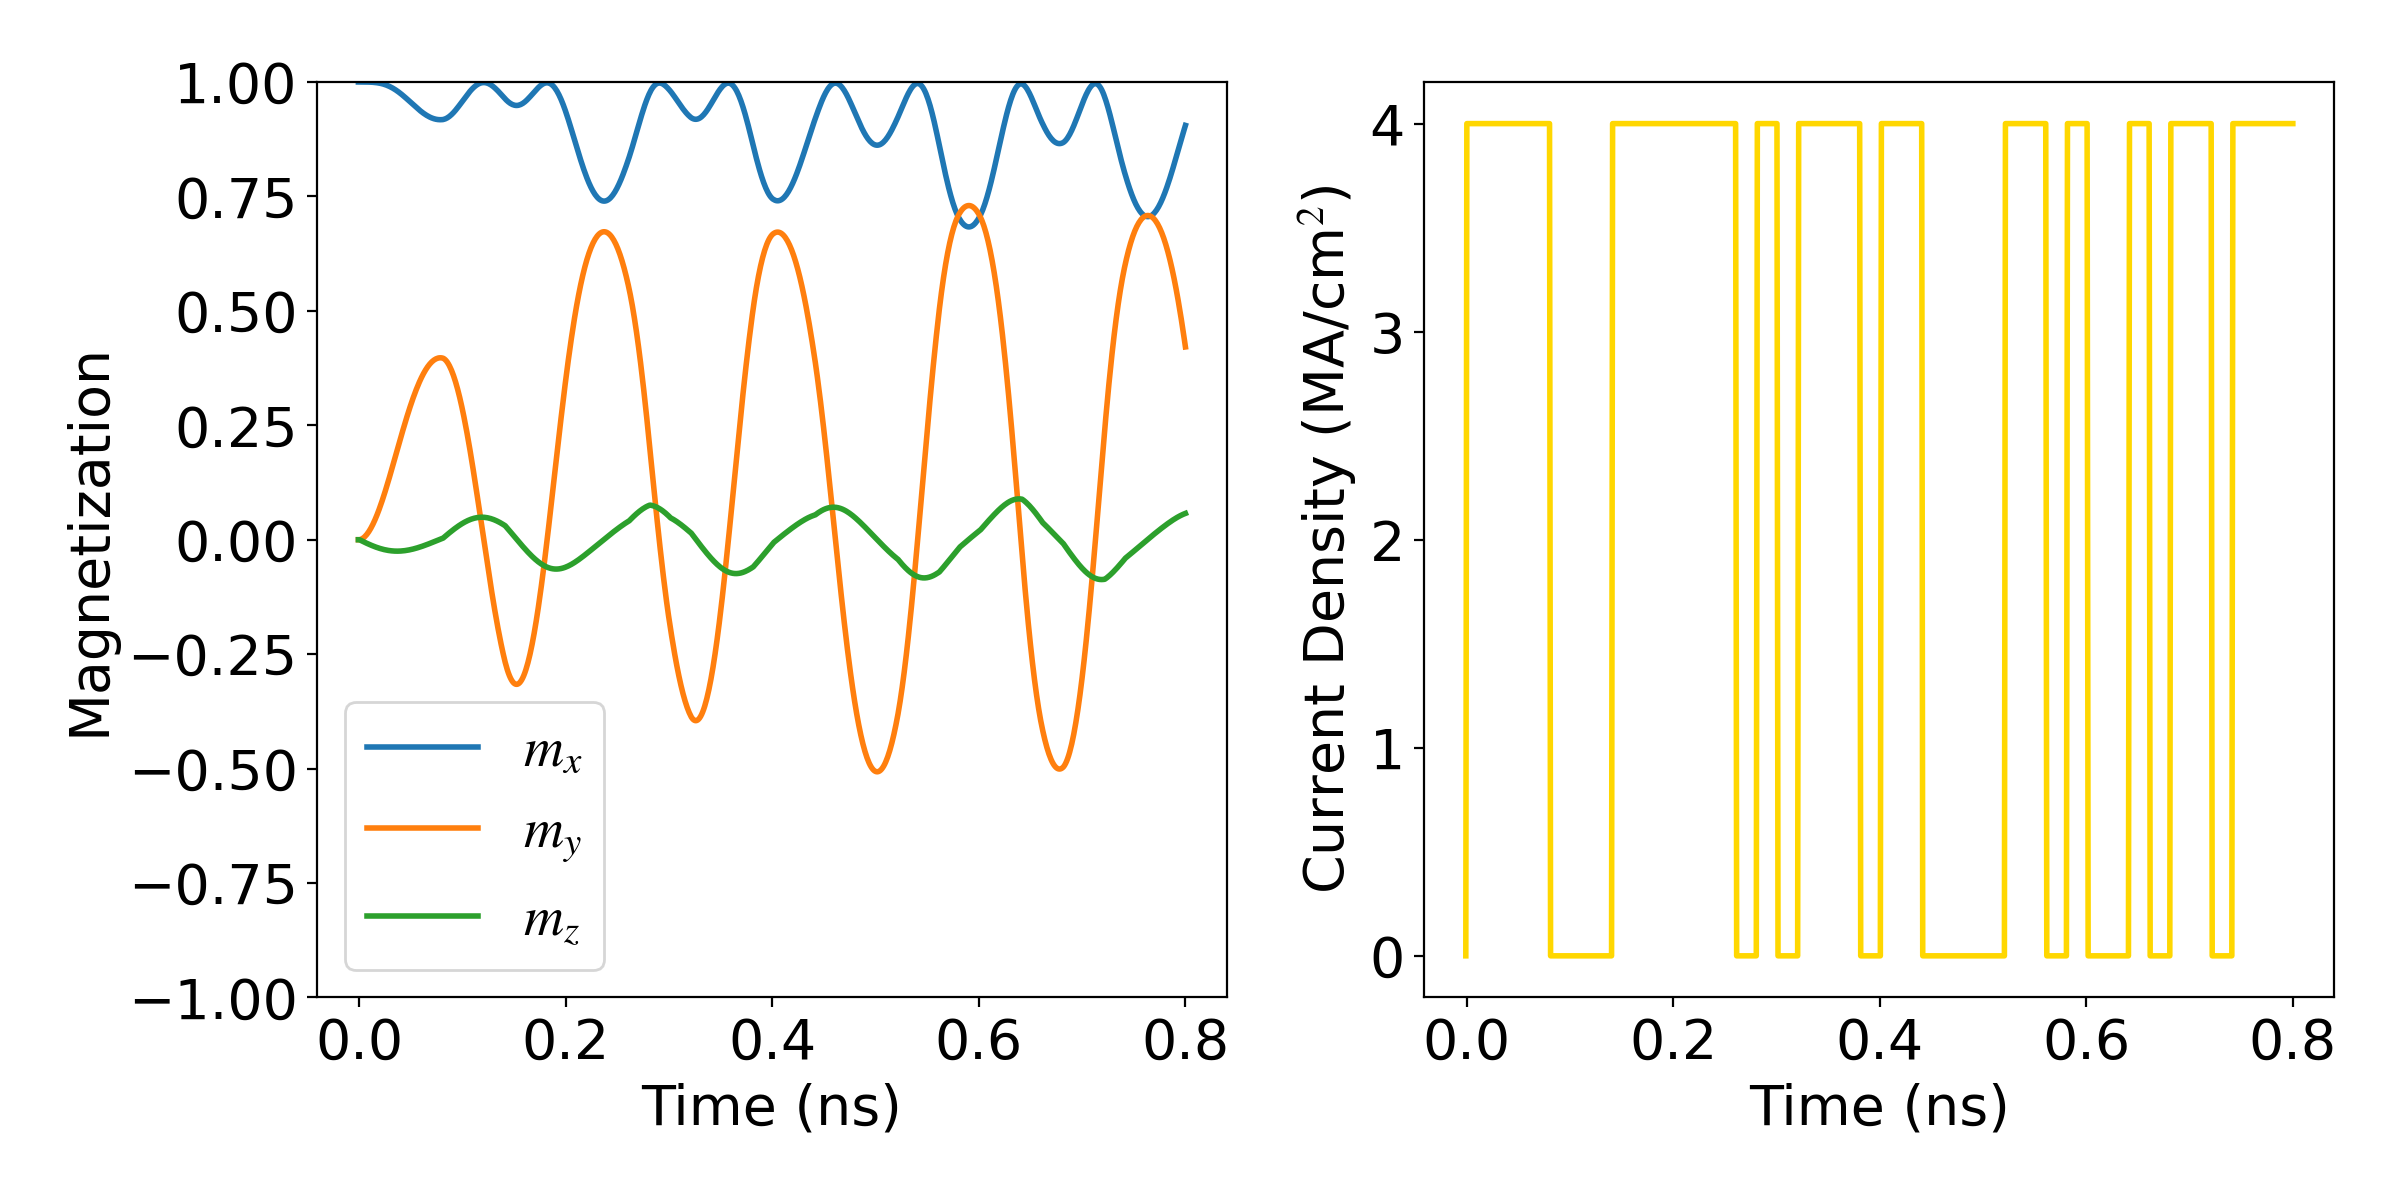 1.00
0.75
0.50
0.25
0.00
−0.25
−0.50
−0.75
−1.00
Magnetization
m_x
m_y
m_z
0.0 0.2 0.4 0.6 0.8
Time (ns)
4
3
2
1
0
Current Density (MA/cm²)
0.0 0.2 0.4 0.6 0.8
Time (ns)